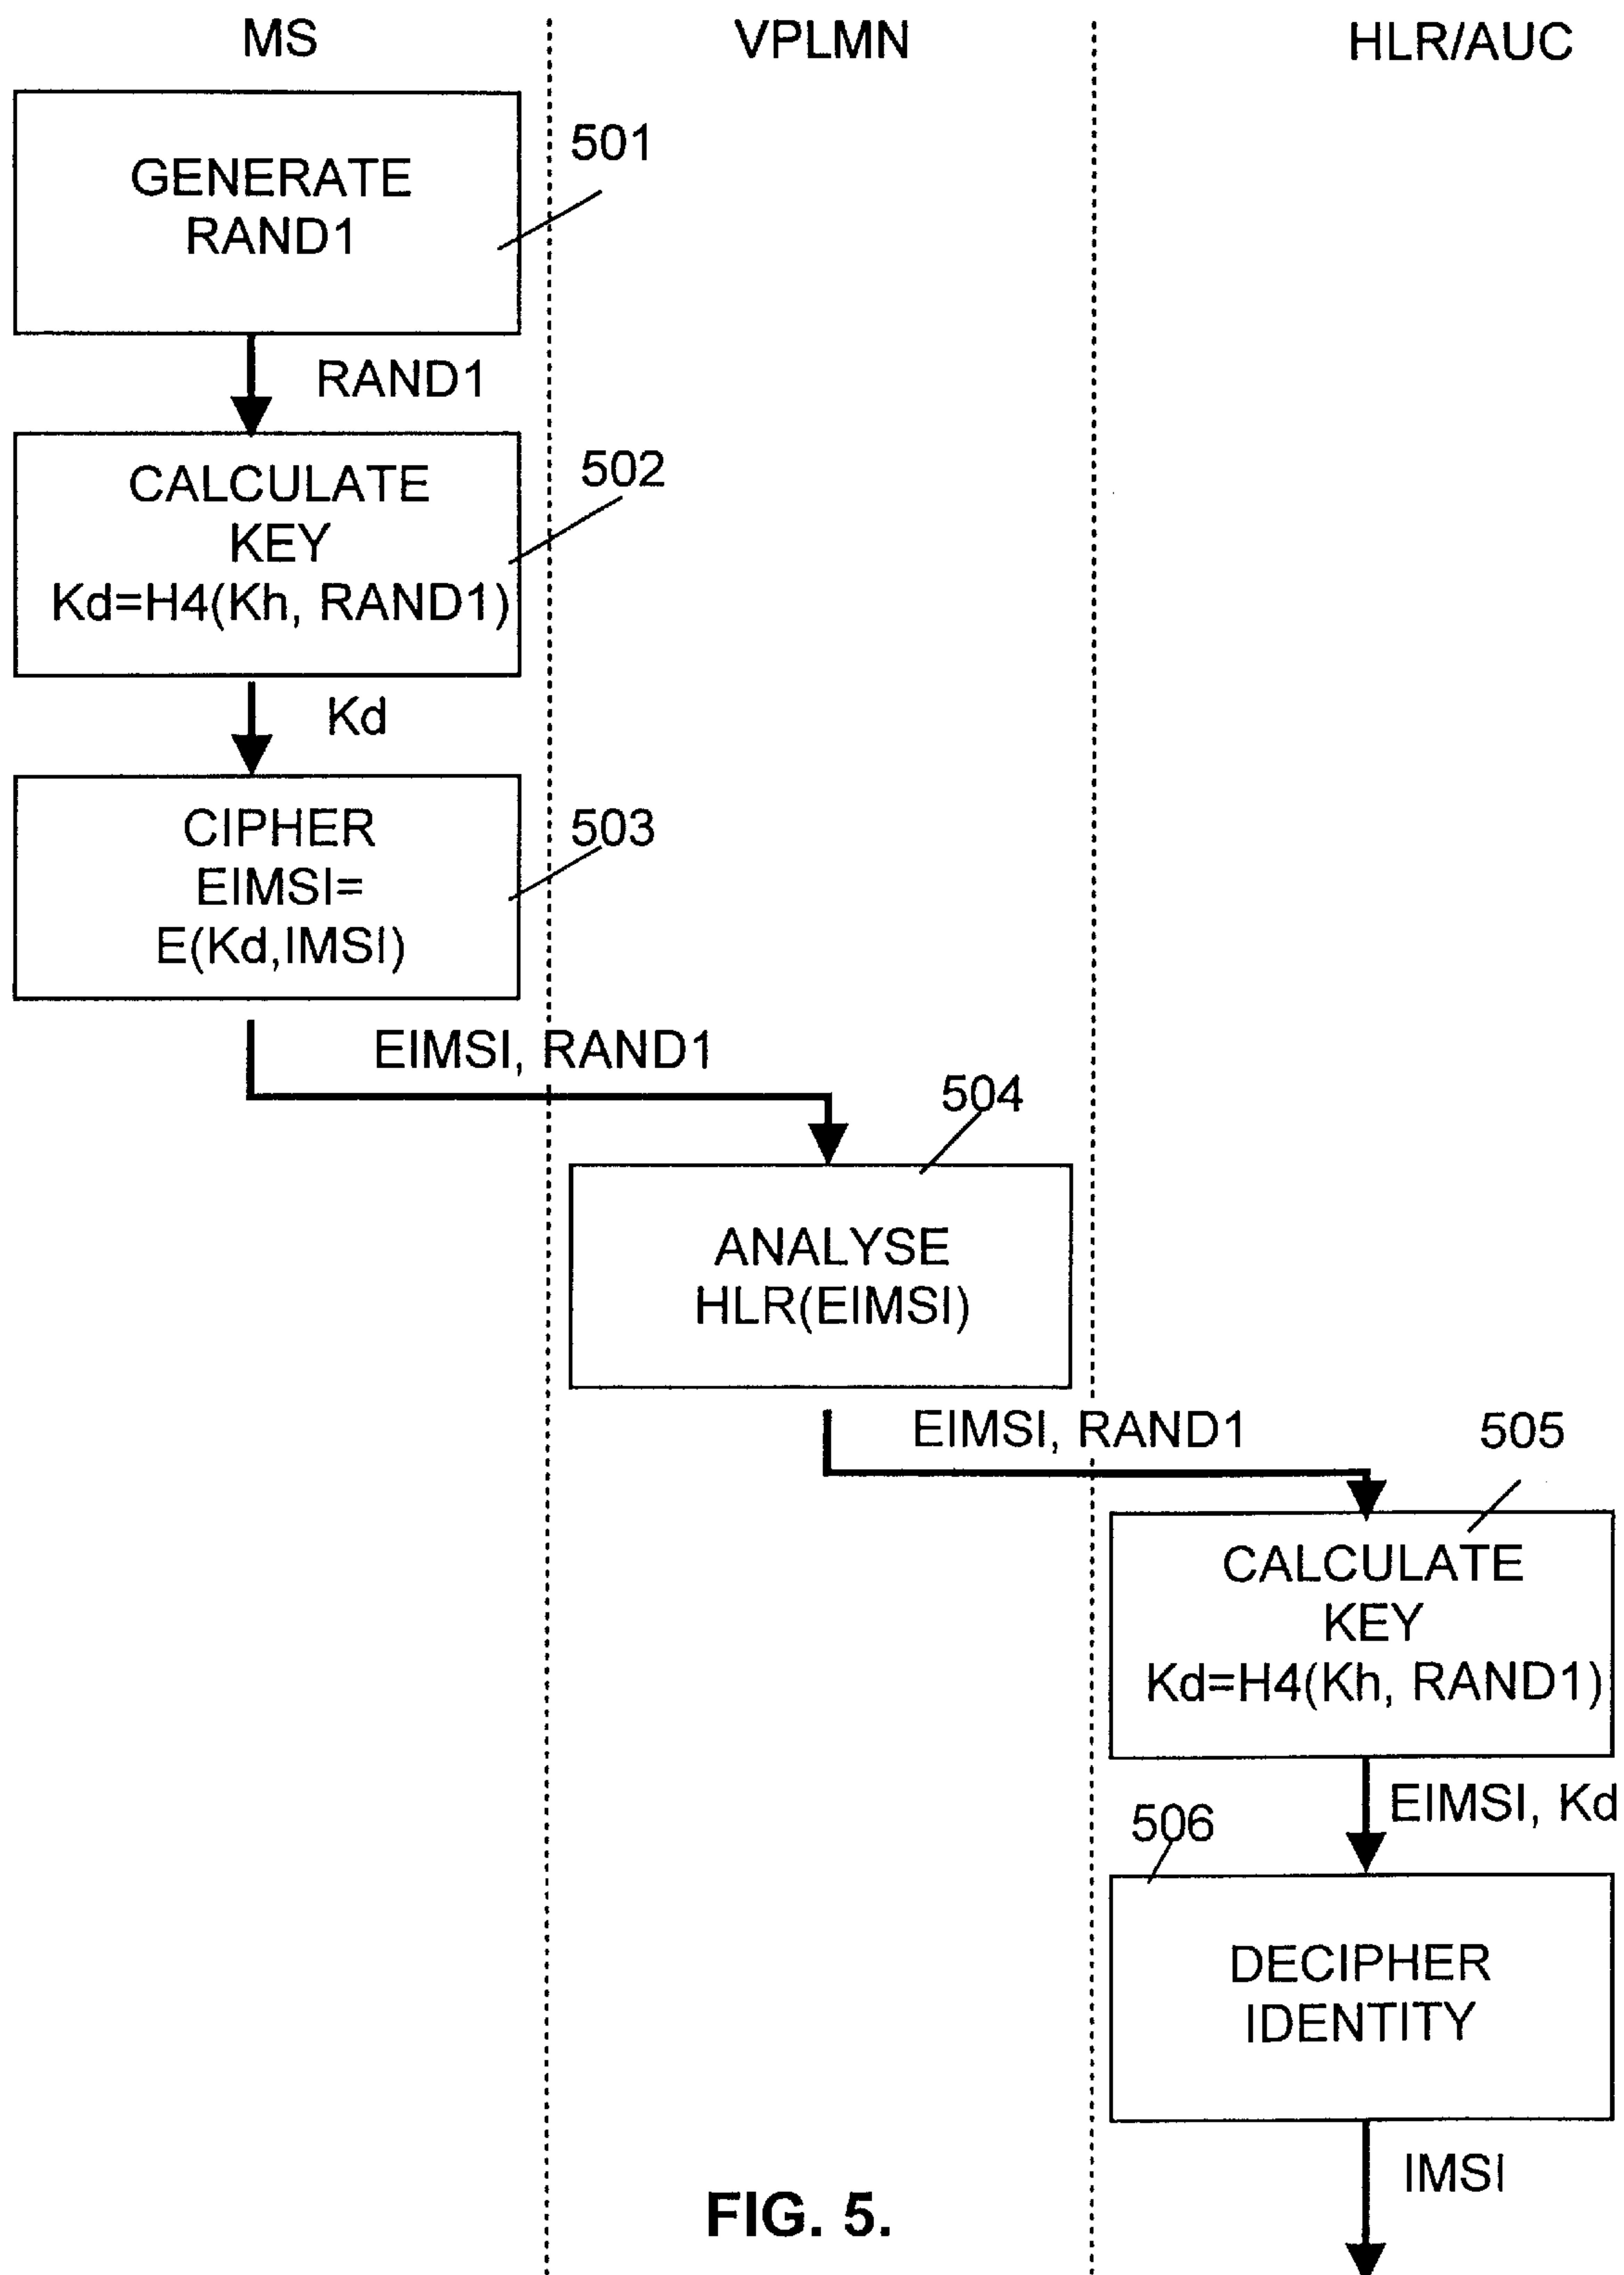 MS VPLMN HLR/AUC
501
GENERATE
RAND1
RAND1
502
CALCULATE
KEY
Kd=H4(Kh, RAND1)
Kd
503
CIPHER
EIMSI=
E(Kd,IMSI)
EIMSI, RAND1
504
ANALYSE
HLR(EIMSI)
EIMSI, RAND1
505
CALCULATE
KEY
Kd=H4(Kh, RAND1)
EIMSI, Kd
506
DECIPHER
IDENTITY
IMSI
FIG. 5.